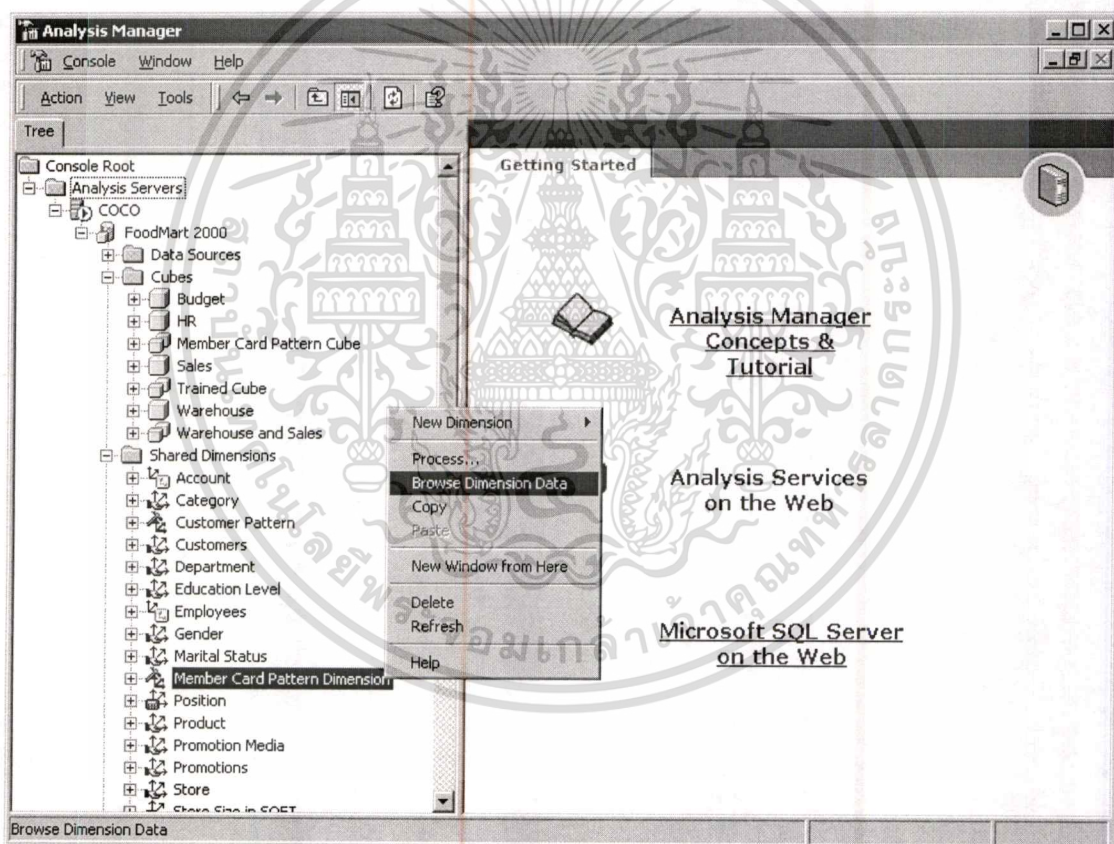 Analysis Manager
Console Window Help
Action View Tools
Tree
Console Root
Analysis Servers
COCO
FoodMart 2000
Data Sources
Cubes
Budget
HR
Member Card Pattern Cube
Sales
Trained Cube
Warehouse
Warehouse and Sales
Shared Dimensions
Account
Category
Customer Pattern
Customers
Department
Education Level
Employees
Gender
Marital Status
Member Card Pattern Dimension
Position
Product
Promotion Media
Promotions
Store
Store Size in SQFT
New Dimension
Process...
Browse Dimension Data
Copy
Paste
New Window from Here
Delete
Refresh
Help
Getting Started
Analysis Manager
Concepts &
Tutorial
Analysis Services
on the Web
Microsoft SQL Server
on the Web
Browse Dimension Data